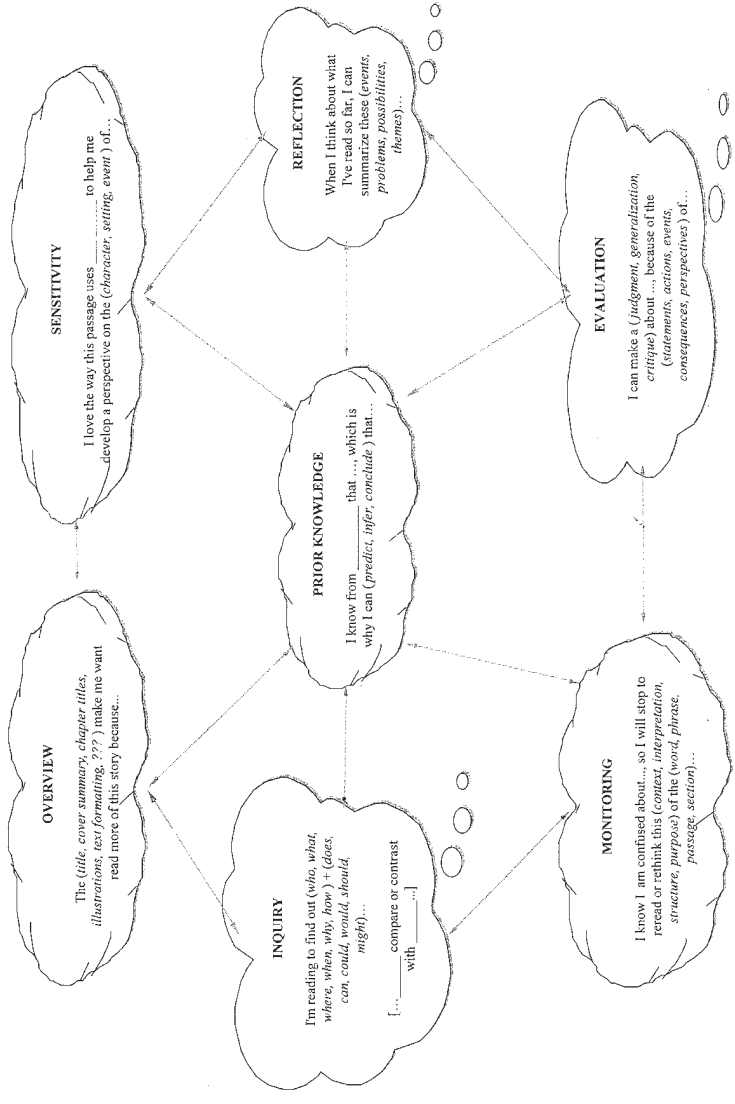 OVERVIEW
The (title, cover summary, chapter titles,
illustrations, text formatting, ??? ) make me want
read more of this story because...
SENSITIVITY
I love the way this passage uses __________ to help me
develop a perspective on the (character, setting, event ) of...
INQUIRY
I'm reading to find out (who, what,
where, when, why, how ) + (does,
can, could, would, should,
might)...
[...______ compare or contrast
with ______...]
PRIOR KNOWLEDGE
I know from ________ that ..., which is
why I can (predict, infer, conclude ) that...
REFLECTION
When I think about what
I've read so far, I can
summarize these (events,
problems, possibilities,
themes)...
MONITORING
I know I am confused about..., so I will stop to
reread or rethink this (context, interpretation,
structure, purpose) of the (word, phrase,
passage, section)...
EVALUATION
I can make a (judgment, generalization,
critique) about ..., because of the
(statements, actions, events,
consequences, perspectives ) of...